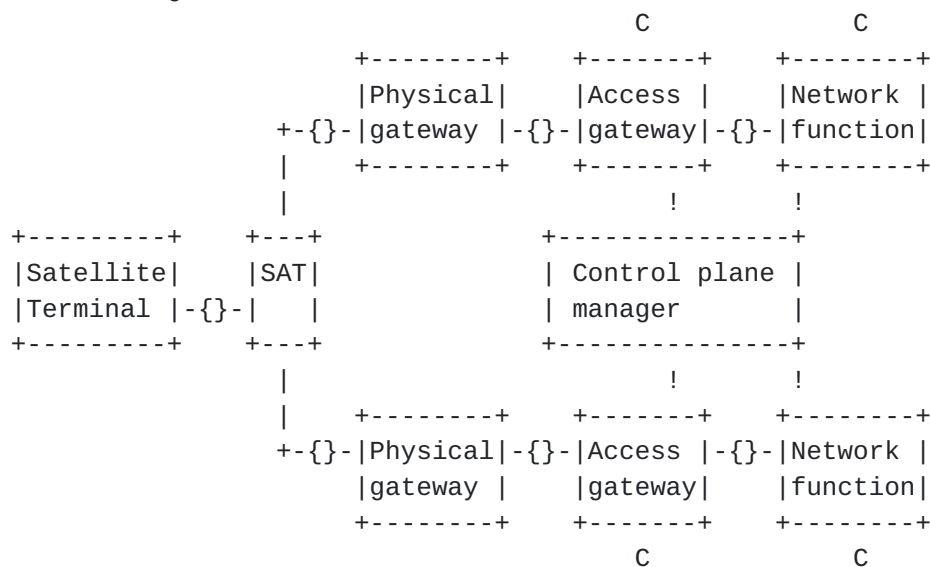 C             C
                       +--------+    +-------+    +--------+
                       |Physical|    |Access |    |Network |
                  +-{}-|gateway |-{}-|gateway|-{}-|function|
                  |    +--------+    +-------+    +--------+
                  |                        !       !
+---------+    +---+              +---------------+
|Satellite|    |SAT|              | Control plane |
|Terminal |-{}-|   |              | manager       |
+---------+    +---+              +---------------+
                  |                        !       !
                  |    +--------+    +-------+    +--------+
                  +-{}-|Physical|-{}-|Access |-{}-|Network |
                       |gateway |    |gateway|    |function|
                       +--------+    +-------+    +--------+
                                         C             C